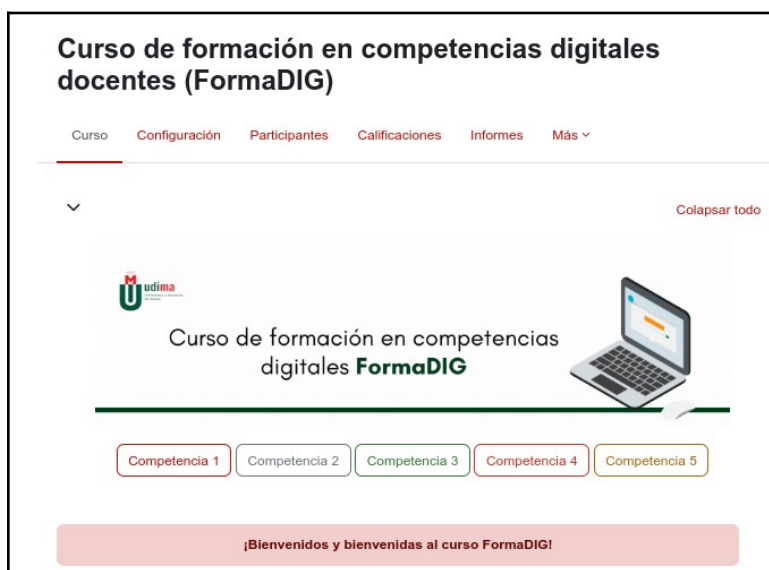 Curso de formación en competencias digitales
docentes (FormaDIG)
Curso Configuración Participantes Calificaciones Informes Más
Colapsar todo
udima
Curso de formación en competencias
digitales FormaDIG
Competencia 1 Competencia 2 Competencia 3 Competencia 4 Competencia 5
¡Bienvenidos y bienvenidas al curso FormaDIG!